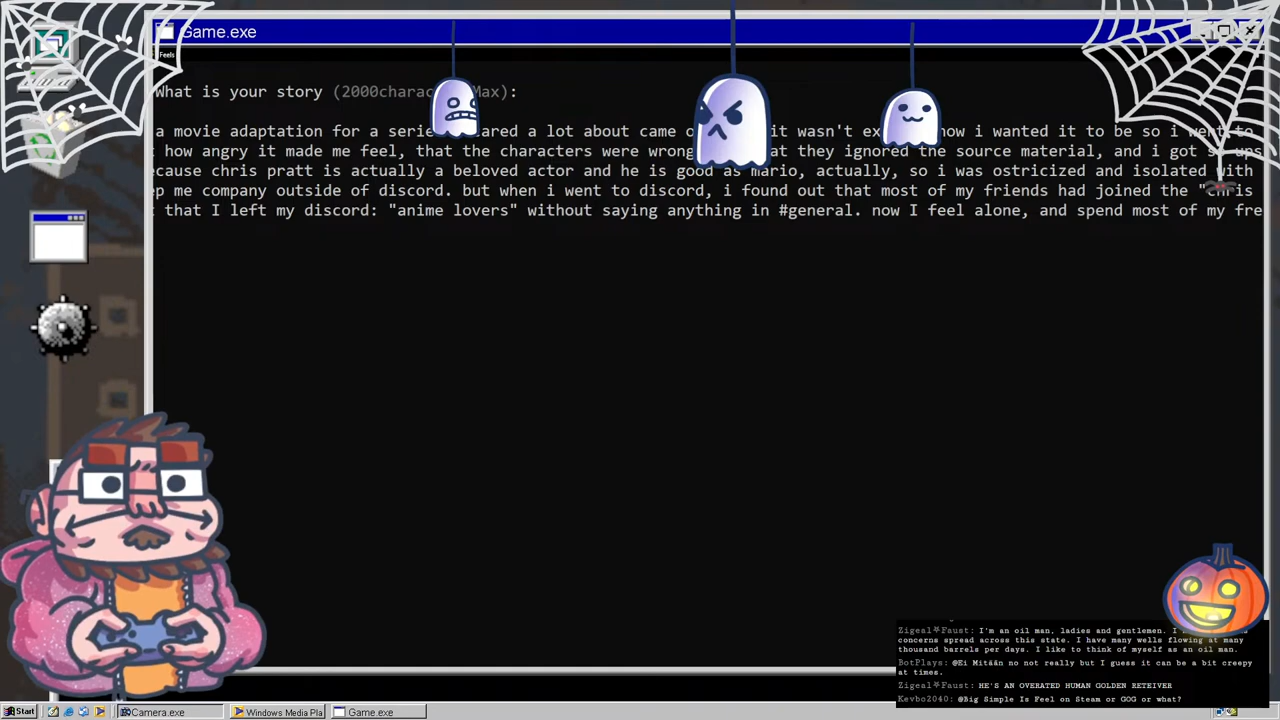 Game.exe
Feels
What is your story (2000charac Max):
a movie adaptation for a serie ared a lot about came o it wasn't ex now i wanted it to be so i went to
how angry it made me feel, that the characters were wrong at they ignored the source material, and i got s ups
cause chris pratt is actually a beloved actor and he is good as mario, actually, so i was ostricized and isolated with
ep me company outside of discord. but when i went to discord, i found out that most of my friends had joined the "chris
t that I left my discord: "anime lovers" without saying anything in #general. now I feel alone, and spend most of my fre
Zigeal Faust: I'm an oil man, ladies and gentlemen. I
concerns spread across this state. I have many wells flowing at many
thousand barrels per days. I like to think of myself as an oil man.
BotPlays: @Ei Mitään no not really but I guess it can be a bit creepy
at times.
Zigeal Faust: HE'S AN OVERATED HUMAN GOLDEN RETEIVER
Kevbo2040: @Big Simple Is Feel on Steam or GOG or what?
Start Camera.exe Windows Media Pla Game.exe